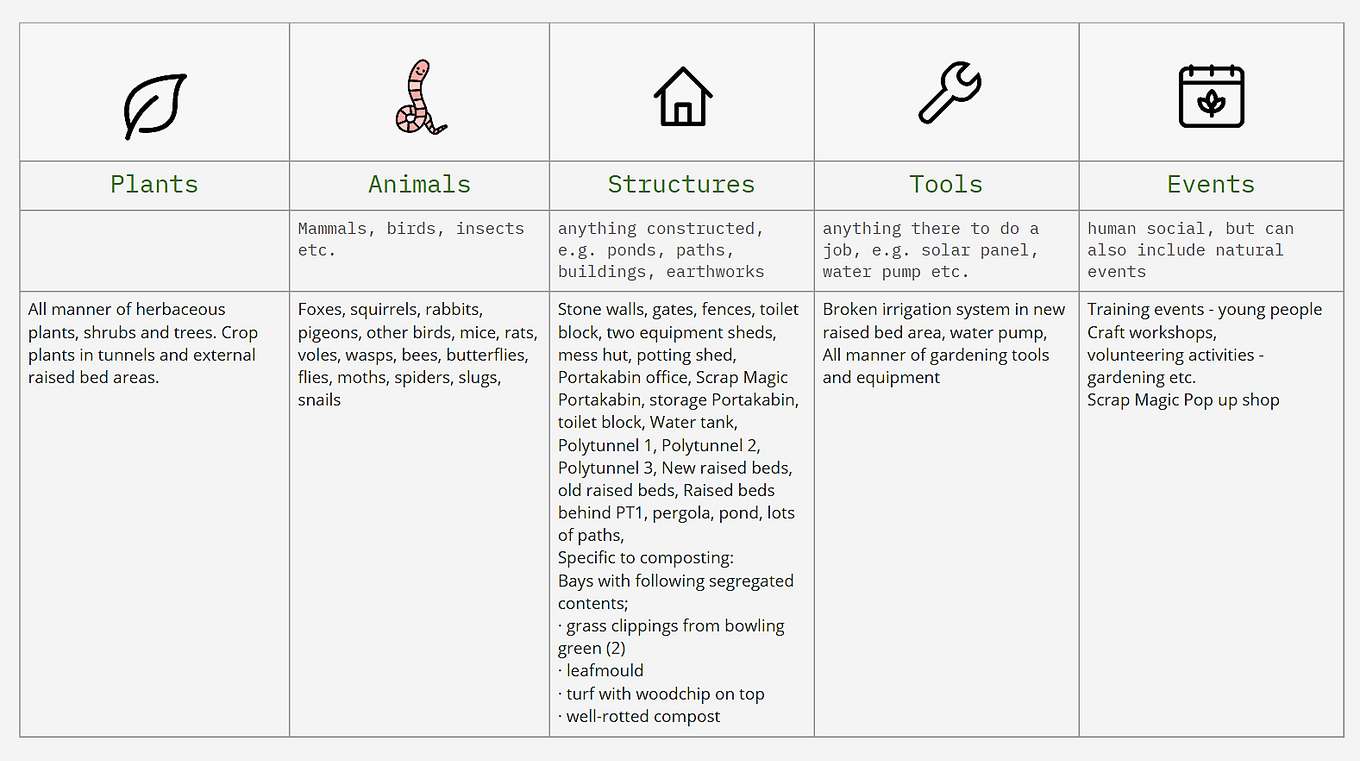 Plants
Animals
Structures
Tools
Events
Mammals, birds, insects
etc.
anything constructed,
e.g. ponds, paths,
buildings, earthworks
anything there to do a
job, e.g. solar panel,
water pump etc.
human social, but can
also include natural
events
All manner of herbaceous
plants, shrubs and trees. Crop
plants in tunnels and external
raised bed areas.
Foxes, squirrels, rabbits,
pigeons, other birds, mice, rats,
voles, wasps, bees, butterflies,
flies, moths, spiders, slugs,
snails
Stone walls, gates, fences, toilet
block, two equipment sheds,
mess hut, potting shed,
Portakabin office, Scrap Magic
Portakabin, storage Portakabin,
toilet block, Water tank,
Polytunnel 1, Polytunnel 2,
Polytunnel 3, New raised beds,
old raised beds, Raised beds
behind PT1, pergola, pond, lots
of paths,
Specific to composting:
Bays with following segregated
contents;
· grass clippings from bowling
green (2)
· leafmould
· turf with woodchip on top
· well-rotted compost
Broken irrigation system in new
raised bed area, water pump,
All manner of gardening tools
and equipment
Training events - young people
Craft workshops,
volunteering activities -
gardening etc.
Scrap Magic Pop up shop